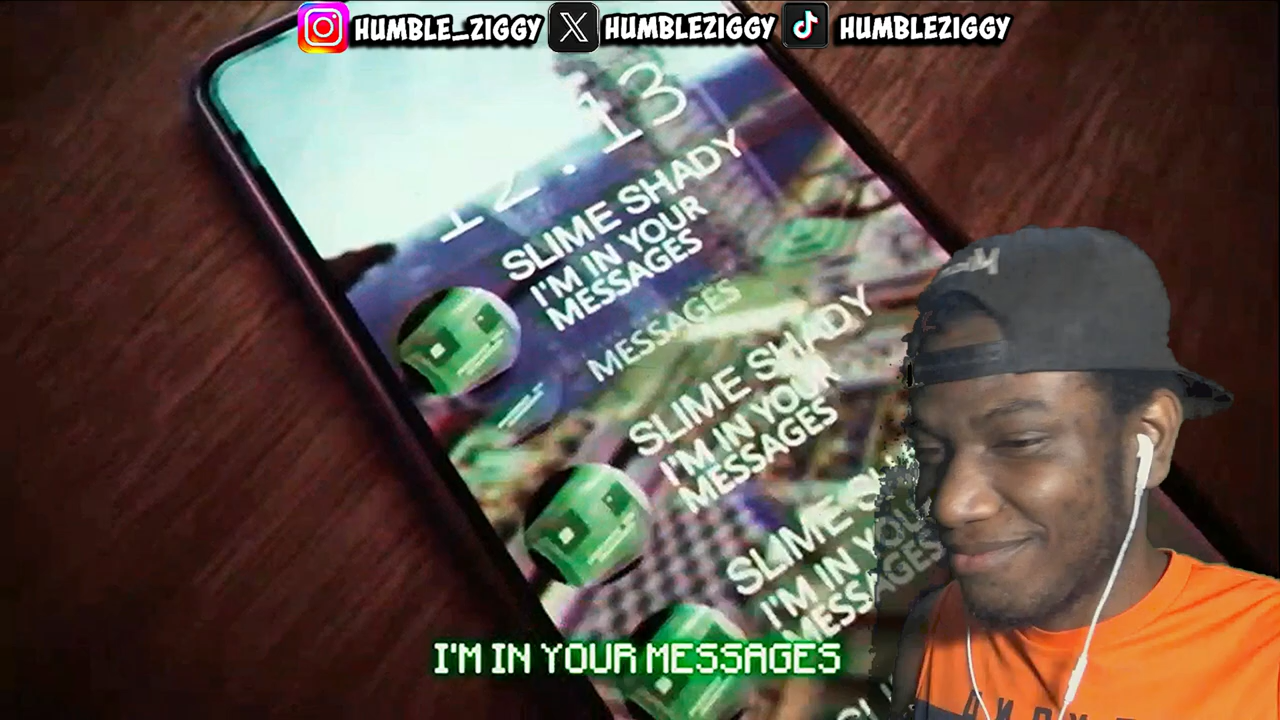 HUMBLE_ZIGGY HUMBLEZIGGY HUMBLEZIGGY
12:13
SLIME SHADY
I'M IN YOUR
MESSAGES
MESSAGES
SLIME SHADY
I'M IN YOUR
MESSAGES
SLIME
I'M IN YOUR
MESSAGES
I'M IN YOUR MESSAGES